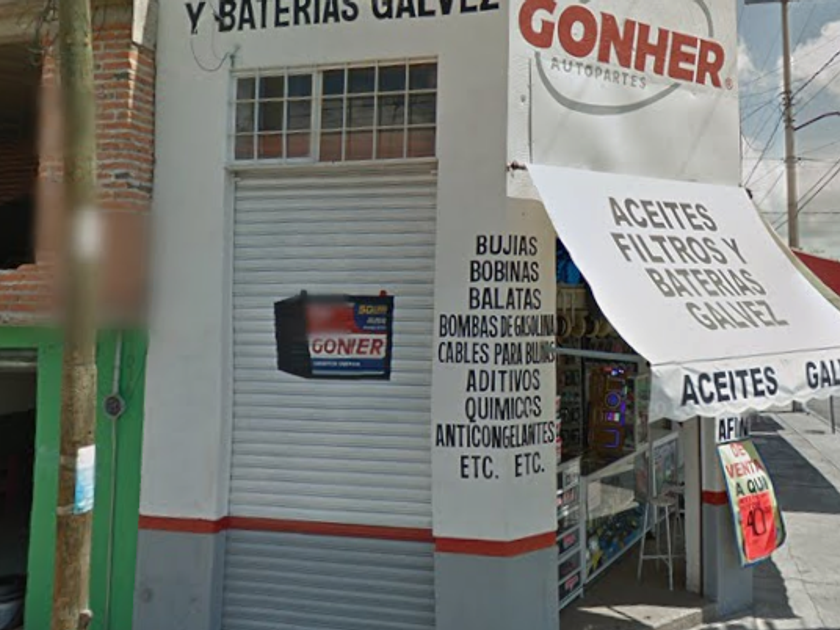 Y BATERIAS GALVEZ
GONHER
AUTOPARTES
ACEITES
FILTROS Y
BATERIAS
GALVEZ
ACEITES GAL
BUJIAS
BOBINAS
BALATAS
BOMBAS DE GASOLINA
CABLES PARA BUJIAS
ADITIVOS
QUIMICOS
ANTICONGELANTES
ETC. ETC.
GONHER
AFIN
DE
VENTA
A QUI